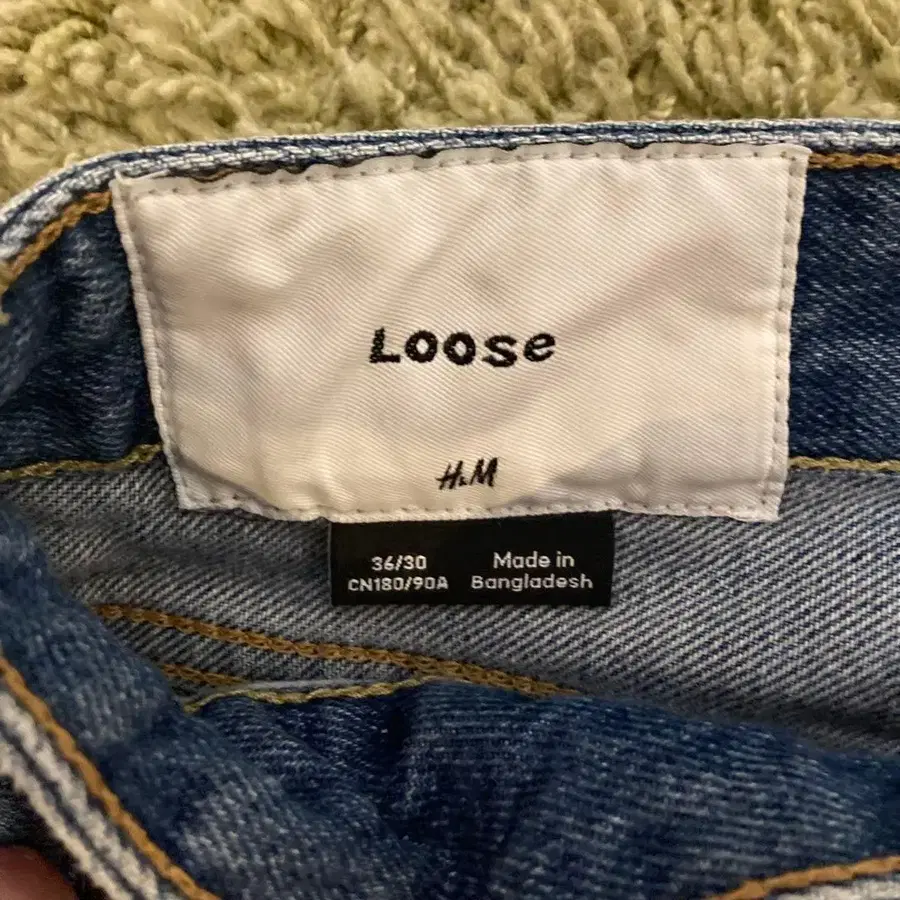 Loose
H&M
36/30
CN180/90A
Made in
Bangladesh